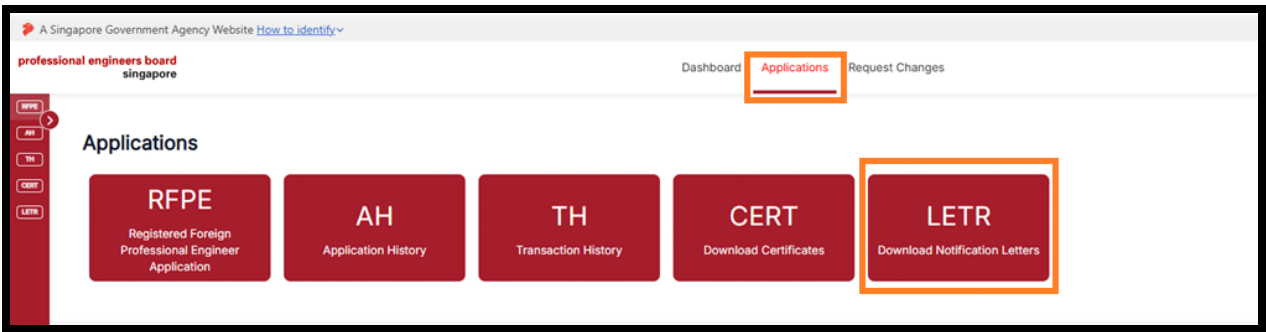 A Singapore Government Agency Website How to identify
professional engineers board
singapore
Dashboard Applications Request Changes
RFPE
AH
TH
CERT
LETR
Applications
RFPE
Registered Foreign
Professional Engineer
Application
AH
Application History
TH
Transaction History
CERT
Download Certificates
LETR
Download Notification Letters